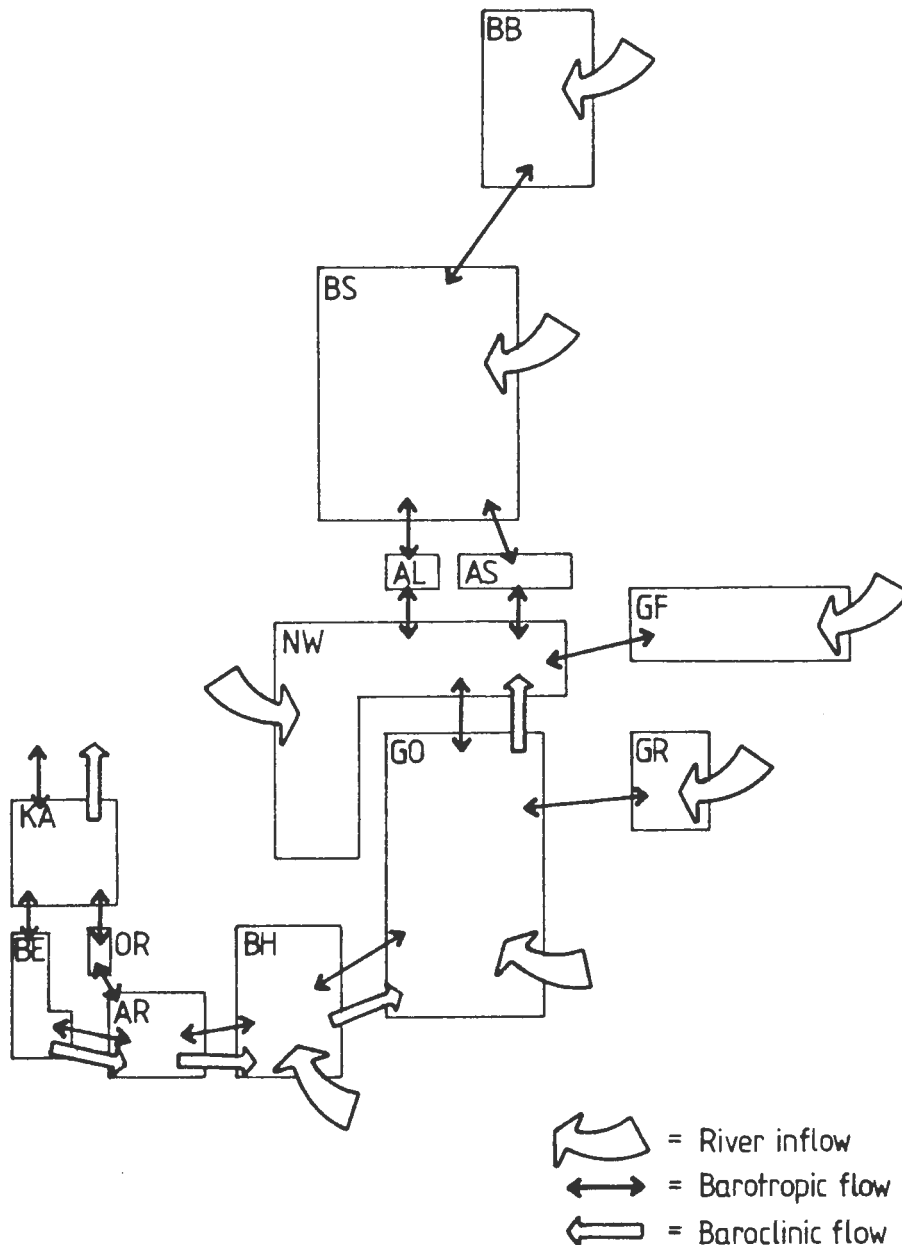 BB
BS
AL AS
NW GF
GO GR
KA
BE OR BH
AR
= River inflow
= Barotropic flow
= Baroclinic flow